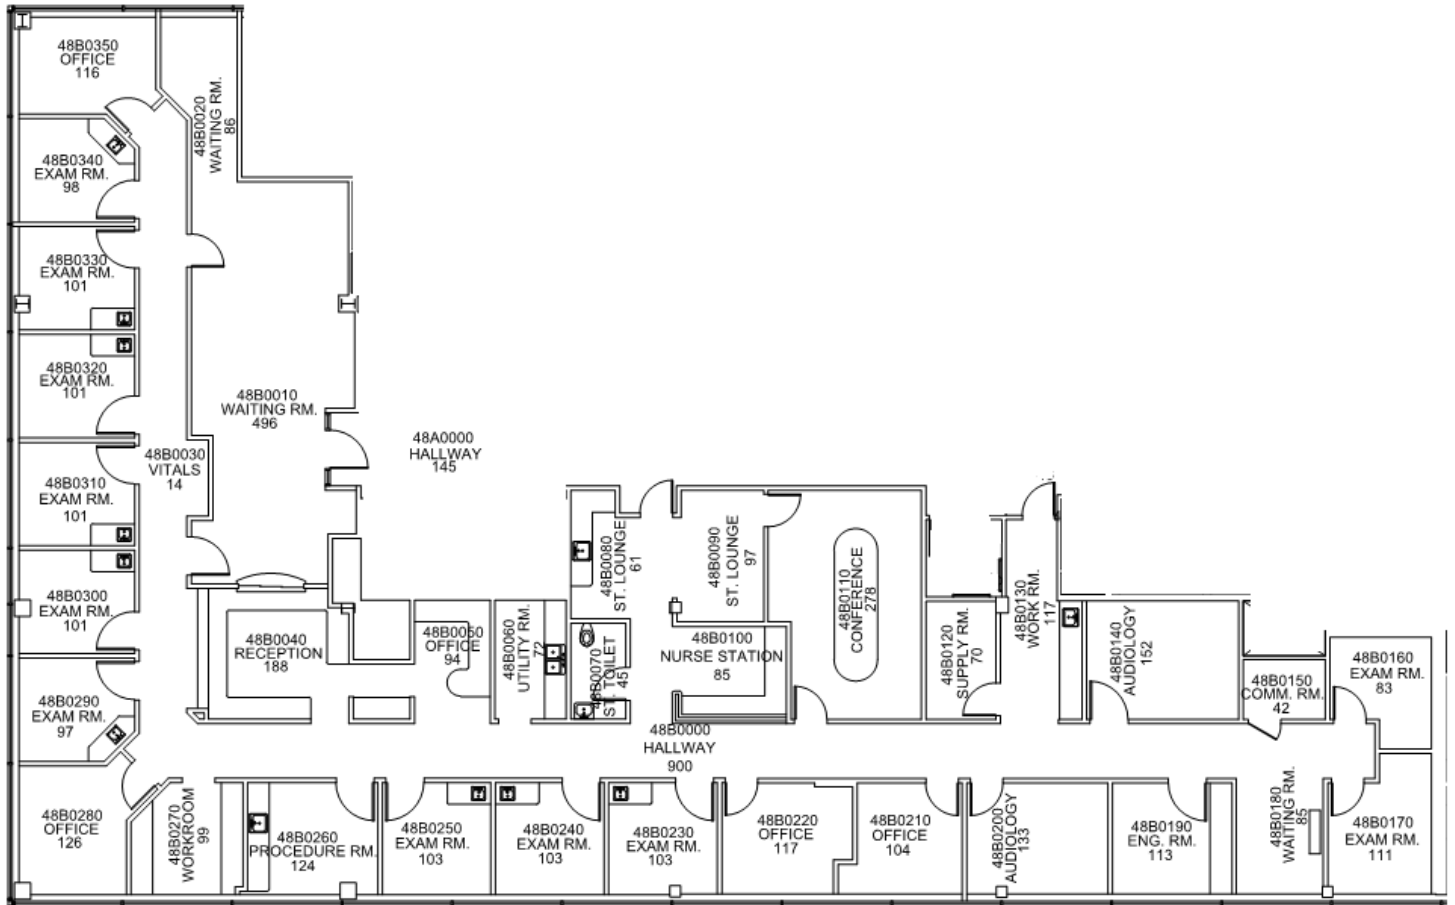 48B0350
OFFICE
116
48B0020
WAITING RM.
86
48B0340
EXAM RM.
98
48B0330
EXAM RM.
101
48B0320
EXAM RM.
101
48B0010
WAITING RM.
496
48A0000
HALLWAY
145
48B0030
VITALS
14
48B0310
EXAM RM.
101
48B0300
EXAM RM.
101
48B0290
EXAM RM.
97
48B0280
OFFICE
126
48B0040
RECEPTION
188
48B0050
OFFICE
94
48B0060
UTILITY RM.
72
48B0070
ST. TOILET
45
48B0080
ST. LOUNGE
61
48B0090
ST. LOUNGE
97
48B0100
NURSE STATION
85
48B0110
CONFERENCE
278
48B0120
SUPPLY RM.
70
48B0130
WORK RM.
117
48B0140
AUDIOLOGY
152
48B0150
COMM. RM.
42
48B0160
EXAM RM.
83
48B0000
HALLWAY
900
48B0270
WORKROOM
99
48B0260
PROCEDURE RM.
124
48B0250
EXAM RM.
103
48B0240
EXAM RM.
103
48B0230
EXAM RM.
103
48B0220
OFFICE
117
48B0210
OFFICE
104
48B0200
AUDIOLOGY
133
48B0190
ENG. RM.
113
48B0180
WAITING RM.
85
48B0170
EXAM RM.
111